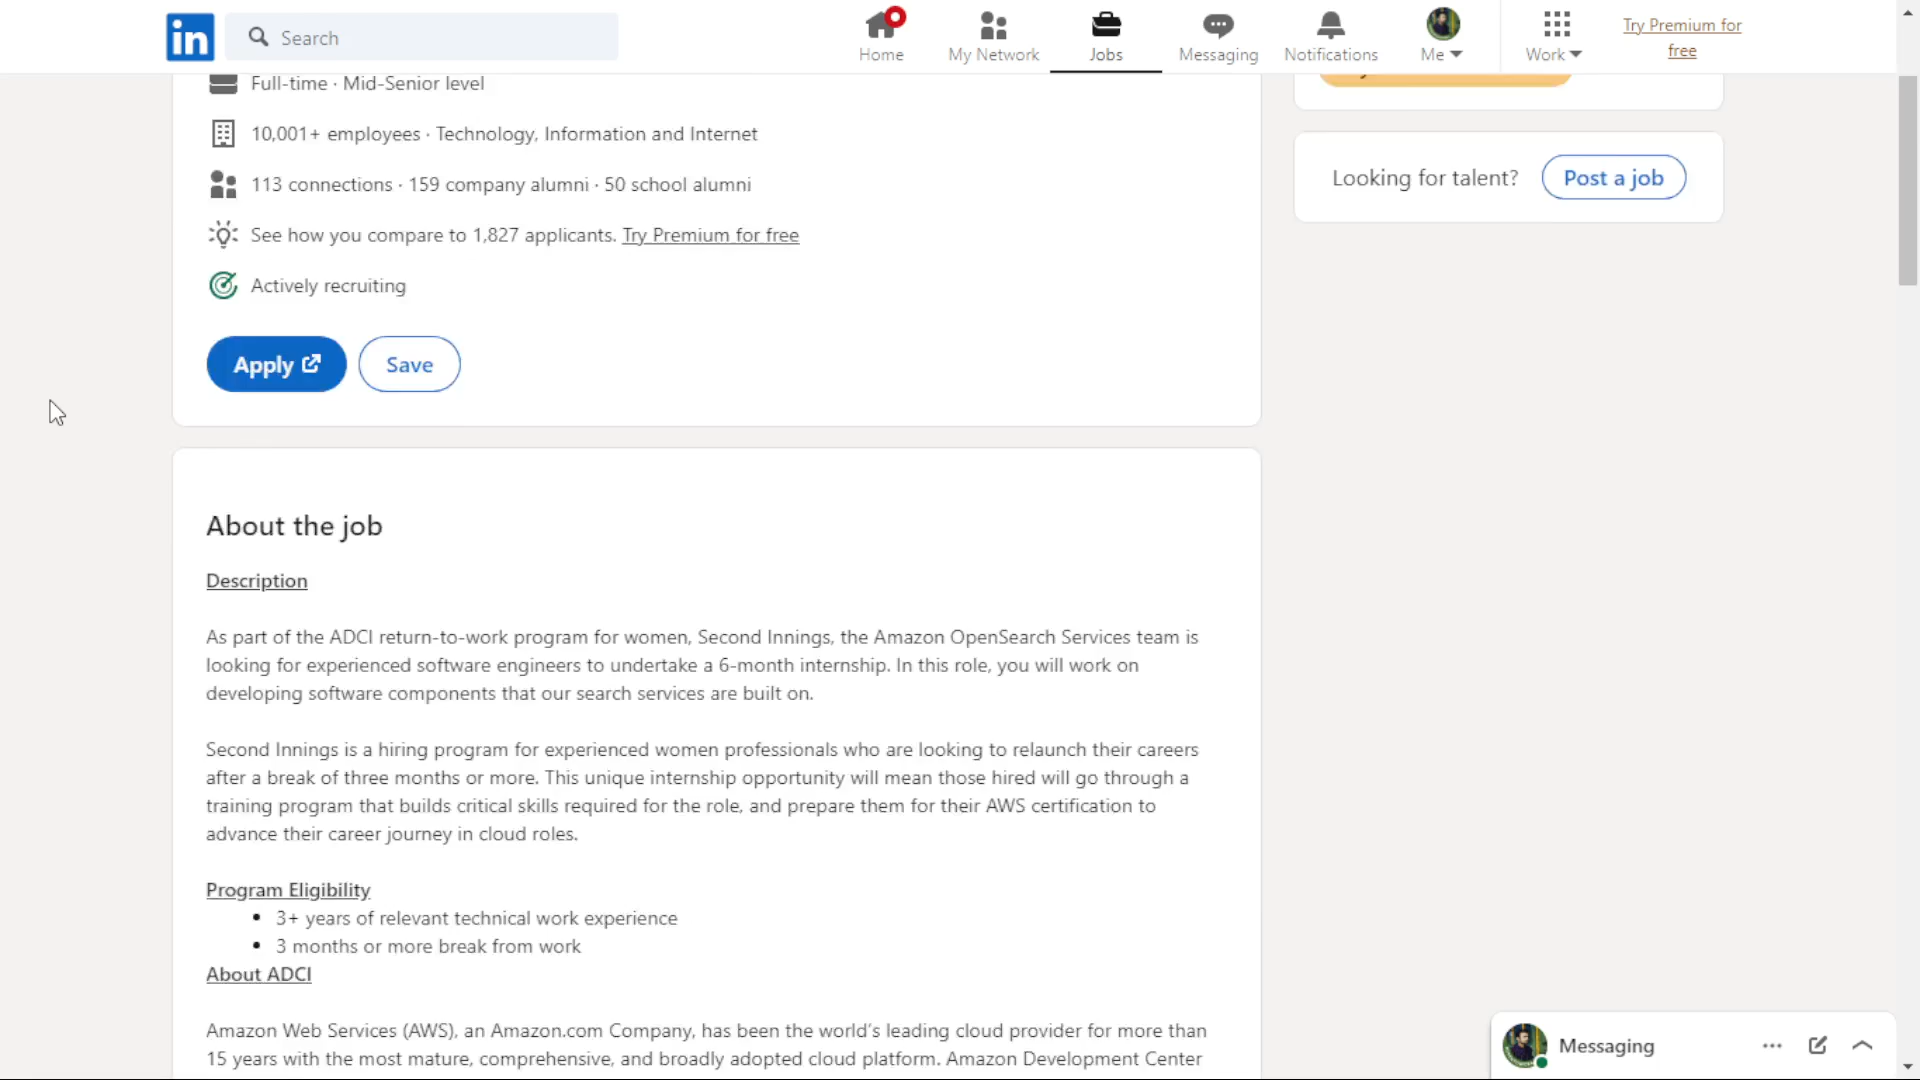 in
Search
Home
My Network
Jobs
Messaging
Notifications
Me
Work
Try Premium for
free
Full-time · Mid-Senior level
10,001+ employees · Technology, Information and Internet
113 connections · 159 company alumni · 50 school alumni
See how you compare to 1,827 applicants. Try Premium for free
Actively recruiting
Apply
Save
Looking for talent?
Post a job
About the job
Description
As part of the ADCI return-to-work program for women, Second Innings, the Amazon OpenSearch Services team is
looking for experienced software engineers to undertake a 6-month internship. In this role, you will work on
developing software components that our search services are built on.
Second Innings is a hiring program for experienced women professionals who are looking to relaunch their careers
after a break of three months or more. This unique internship opportunity will mean those hired will go through a
training program that builds critical skills required for the role, and prepare them for their AWS certification to
advance their career journey in cloud roles.
Program Eligibility
• 3+ years of relevant technical work experience
• 3 months or more break from work
About ADCI
Amazon Web Services (AWS), an Amazon.com Company, has been the world's leading cloud provider for more than
15 years with the most mature, comprehensive, and broadly adopted cloud platform. Amazon Development Center
Messaging